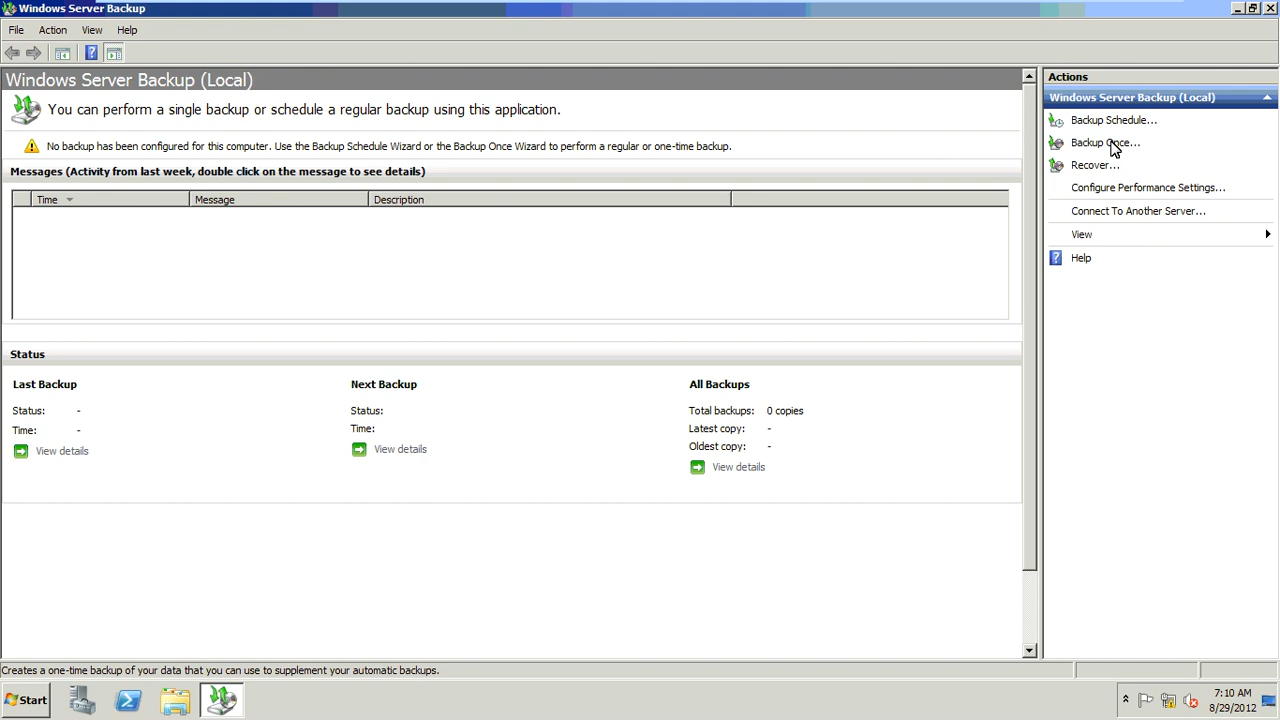 Windows Server Backup
File Action View Help
Windows Server Backup (Local)
You can perform a single backup or schedule a regular backup using this application.
No backup has been configured for this computer. Use the Backup Schedule Wizard or the Backup Once Wizard to perform a regular or one-time backup.
Messages (Activity from last week, double click on the message to see details)
Time Message Description
Status
Last Backup
Status: -
Time: -
View details
Next Backup
Status:
Time:
View details
All Backups
Total backups: 0 copies
Latest copy: -
Oldest copy: -
View details
Actions
Windows Server Backup (Local)
Backup Schedule...
Backup Once...
Recover...
Configure Performance Settings...
Connect To Another Server...
View
Help
Creates a one-time backup of your data that you can use to supplement your automatic backups.
Start
7:10 AM
8/29/2012